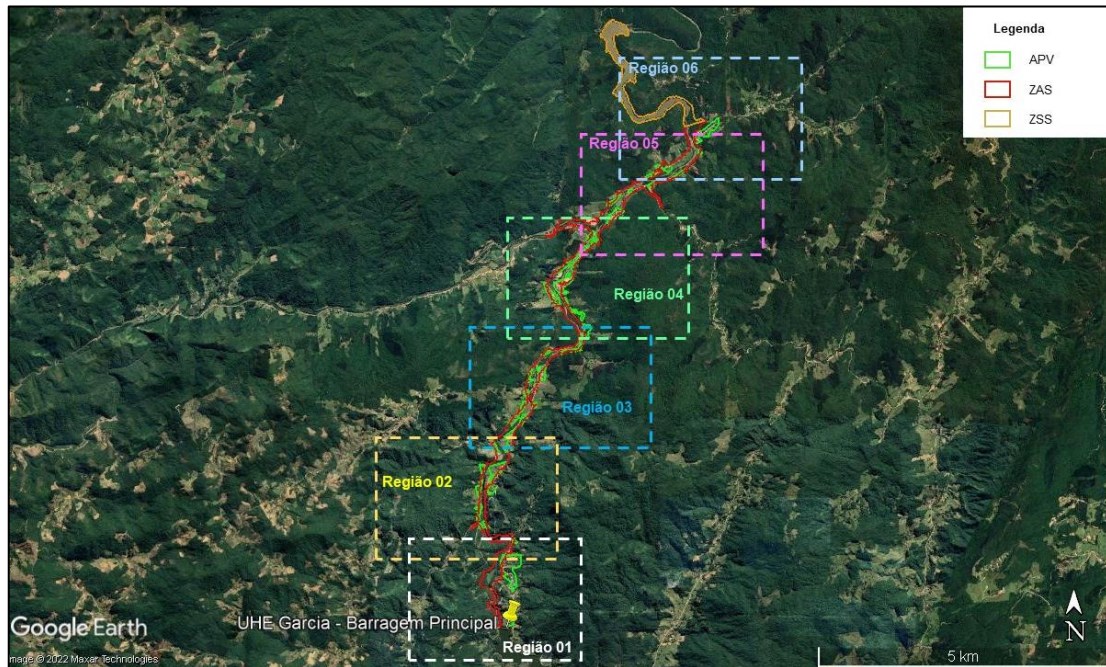 Legenda
APV
ZAS
ZSS
Região 06
Região 05
Região 04
Região 03
Região 02
UHE Garcia - Barragem Principal
Região 01
Google Earth
Image © 2022 Maxar Technologies
5 km
N